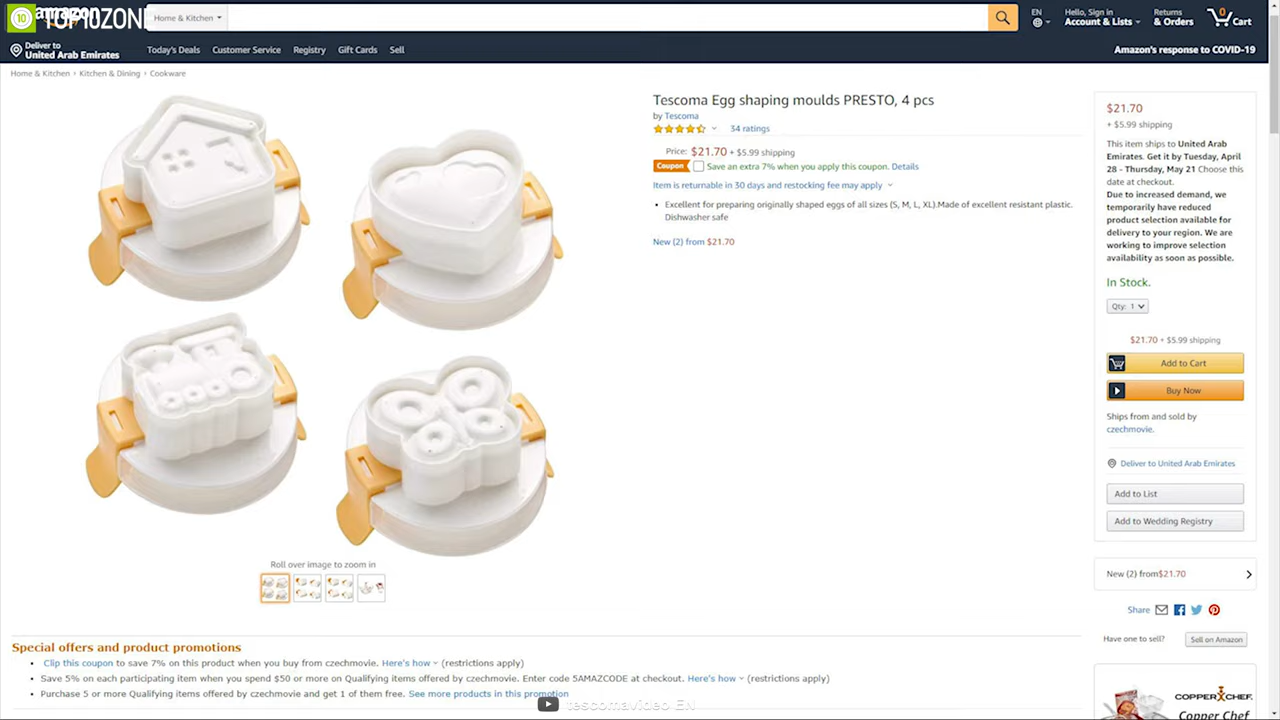 10
TOP10ZONE
amazon
Home & Kitchen
EN
Hello, Sign in
Account & Lists
Returns
& Orders
0
Cart
Deliver to
United Arab Emirates
Today's Deals
Customer Service
Registry
Gift Cards
Sell
Amazon's response to COVID-19
Home & Kitchen › Kitchen & Dining › Cookware
Tescoma Egg shaping moulds PRESTO, 4 pcs
by Tescoma
34 ratings
Price: $21.70 + $5.99 shipping
Coupon Save an extra 7% when you apply this coupon. Details
Item is returnable in 30 days and restocking fee may apply
• Excellent for preparing originally shaped eggs of all sizes (S, M, L, XL).Made of excellent resistant plastic.
Dishwasher safe
New (2) from $21.70
$21.70
+ $5.99 shipping
This item ships to United Arab
Emirates. Get it by Tuesday, April
28 - Thursday, May 21 Choose this
date at checkout.
Due to increased demand, we
temporarily have reduced
product selection available for
delivery to your region. We are
working to improve selection
availability as soon as possible.
In Stock.
Qty: 1
$21.70 + $5.99 shipping
Add to Cart
Buy Now
Ships from and sold by
czechmovie.
Deliver to United Arab Emirates
Add to List
Add to Wedding Registry
New (2) from$21.70
Share
Have one to sell?
Sell on Amazon
COPPER CHEF
Copper Chef
Roll over image to zoom in
Special offers and product promotions
• Clip this coupon to save 7% on this product when you buy from czechmovie. Here's how (restrictions apply)
• Save 5% on each participating item when you spend $50 or more on Qualifying items offered by czechmovie. Enter code 5AMAZCODE at checkout. Here's how (restrictions apply)
• Purchase 5 or more Qualifying items offered by czechmovie and get 1 of them free. See more products in this promotion
tescomavideo EN